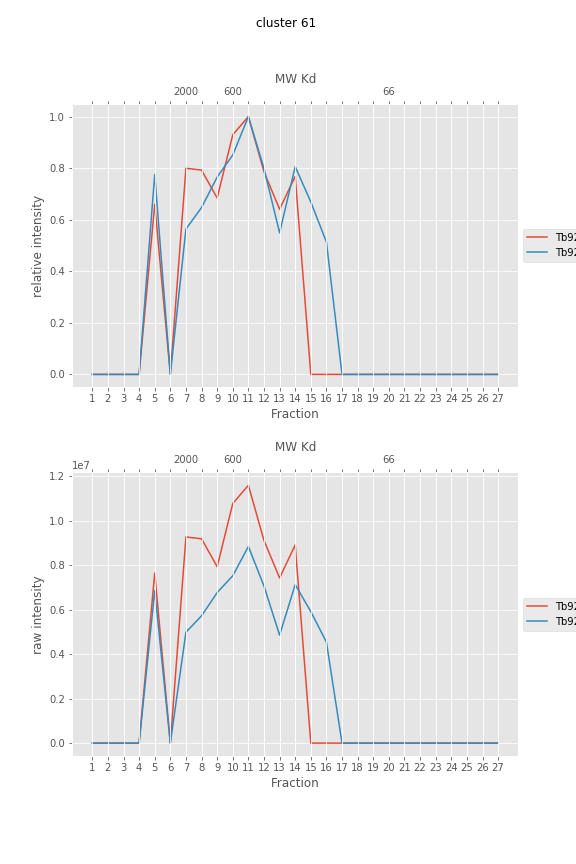 cluster 61
MW Kd
2000 600 66
1.0
0.8
0.6
0.4
0.2
0.0
relative intensity
1 2 3 4 5 6 7 8 9 10 11 12 13 14 15 16 17 18 19 20 21 22 23 24 25 26 27
Fraction
Tb92
Tb92
MW Kd
2000 600 66
1e7
1.2
1.0
0.8
0.6
0.4
0.2
0.0
raw intensity
1 2 3 4 5 6 7 8 9 10 11 12 13 14 15 16 17 18 19 20 21 22 23 24 25 26 27
Fraction
Tb92
Tb92